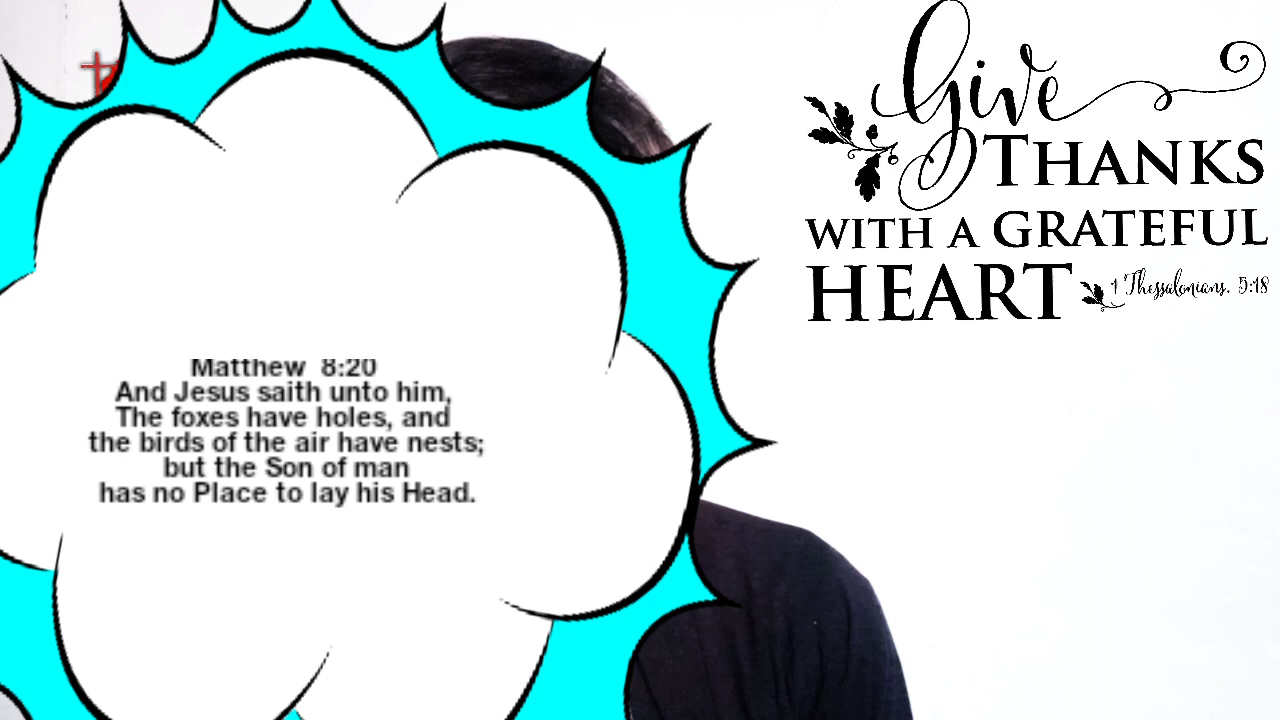 Give
THANKS
WITH A GRATEFUL
HEART
1 Thessalonians. 5:18
Matthew 8:20
And Jesus saith unto him,
The foxes have holes, and
the birds of the air have nests;
but the Son of man
has no Place to lay his Head.